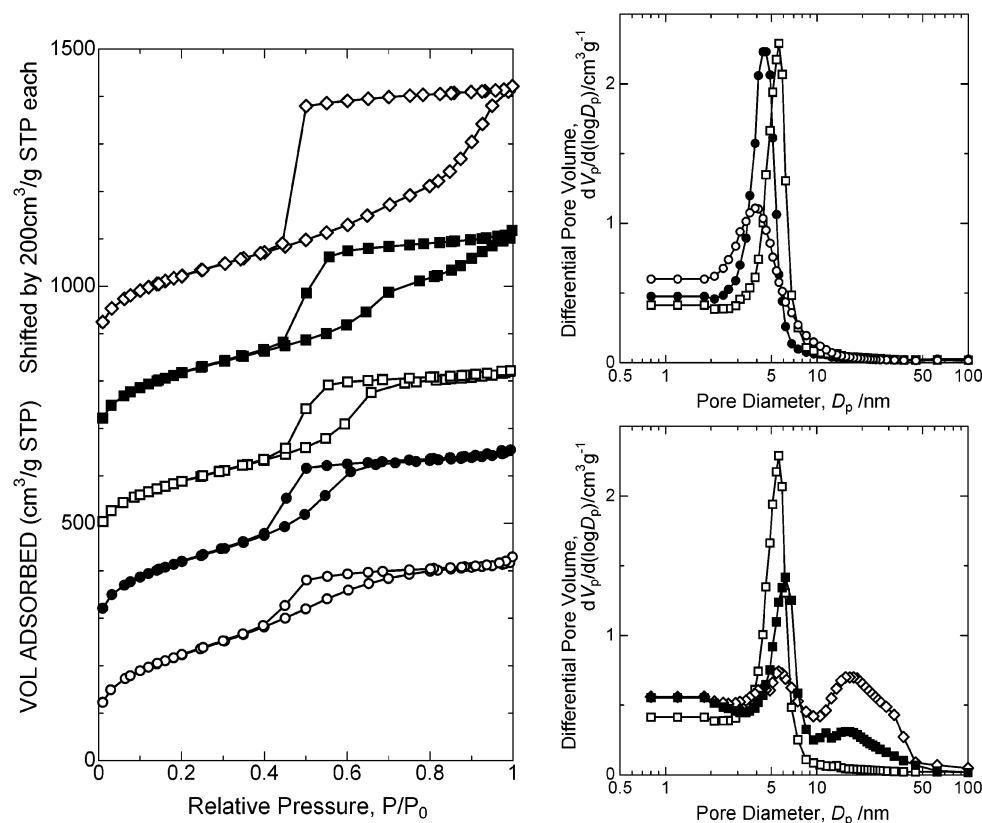 VOL ADSORBED (cm³/g STP) Shifted by 200cm³/g STP each
1500
1000
500
0
0 0.2 0.4 0.6 0.8 1
Relative Pressure, P/P₀
Differential Pore Volume,
dVₚ/d(logDₚ)/cm³g⁻¹
2
1
0
0.5 1 5 10 50 100
Pore Diameter, Dₚ /nm
Differential Pore Volume,
dVₚ/d(logDₚ)/cm³g⁻¹
2
1
0
0.5 1 5 10 50 100
Pore Diameter, Dₚ /nm